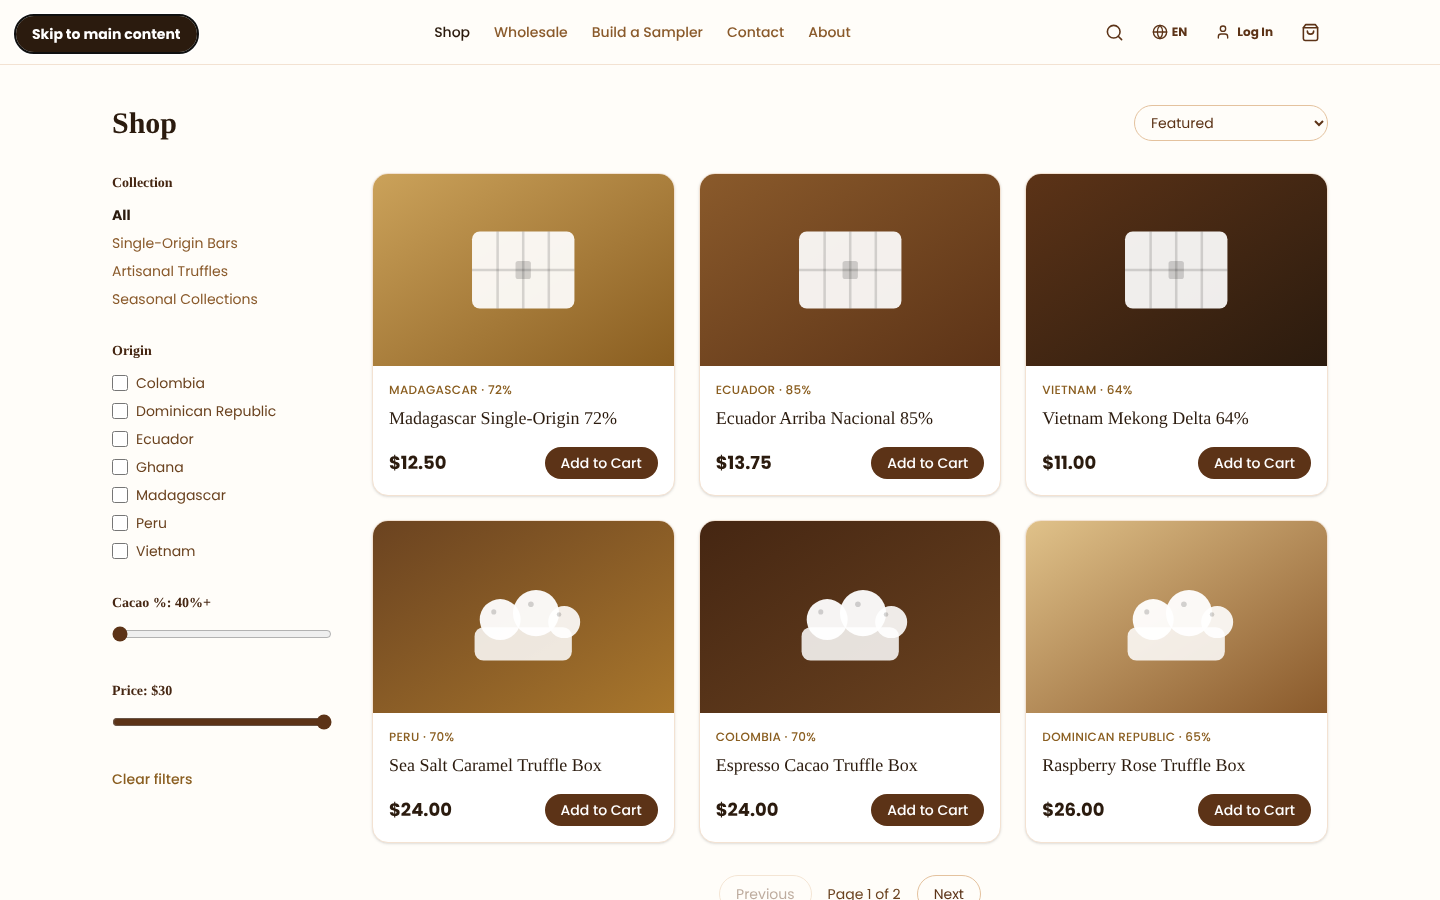 Skip to main content
Shop
Wholesale
Build a Sampler
Contact
About
EN
Log In
Shop
Featured
Collection
All
Single-Origin Bars
Artisanal Truffles
Seasonal Collections
Origin
Colombia
Dominican Republic
Ecuador
Ghana
Madagascar
Peru
Vietnam
Cacao %: 40%+
Price: $30
Clear filters
MADAGASCAR · 72%
Madagascar Single-Origin 72%
$12.50
Add to Cart
ECUADOR · 85%
Ecuador Arriba Nacional 85%
$13.75
Add to Cart
VIETNAM · 64%
Vietnam Mekong Delta 64%
$11.00
Add to Cart
PERU · 70%
Sea Salt Caramel Truffle Box
$24.00
Add to Cart
COLOMBIA · 70%
Espresso Cacao Truffle Box
$24.00
Add to Cart
DOMINICAN REPUBLIC · 65%
Raspberry Rose Truffle Box
$26.00
Add to Cart
Previous
Page 1 of 2
Next